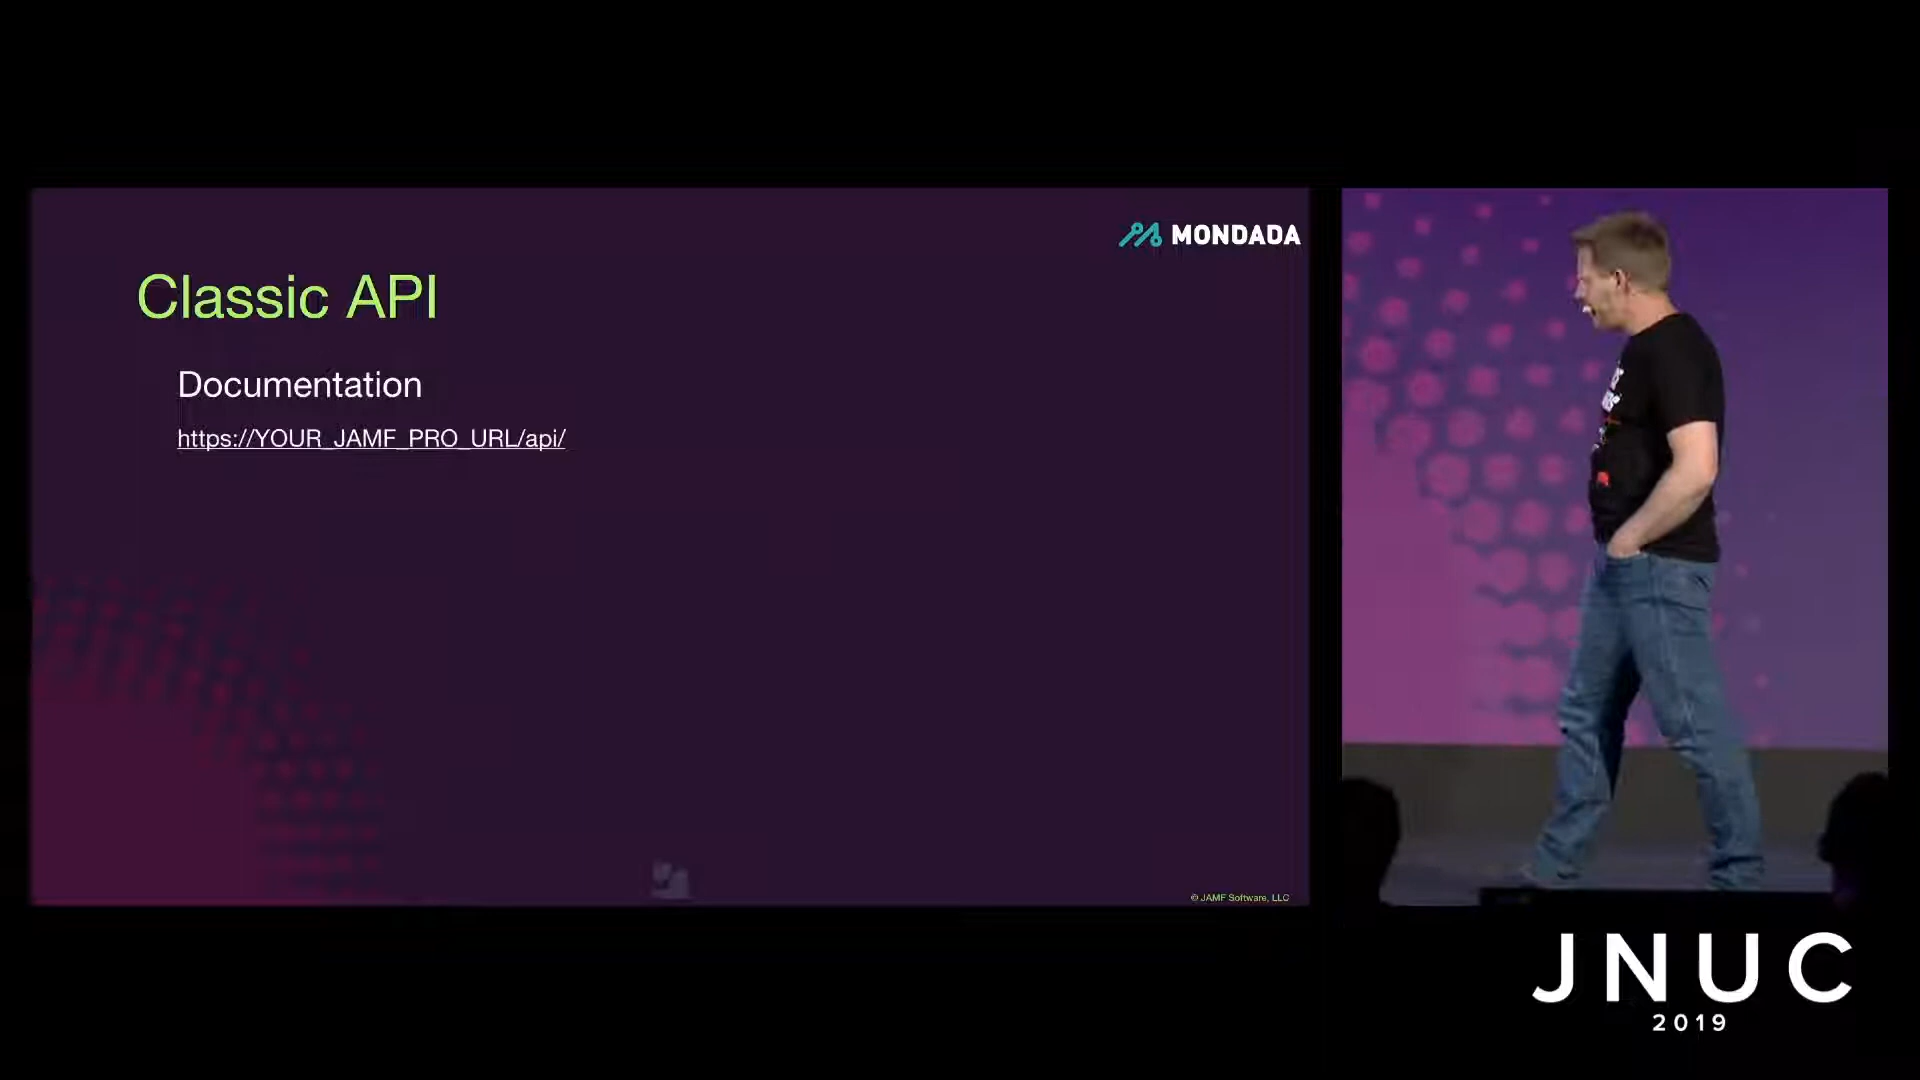 MONDADA
Classic API
Documentation
https://YOUR_JAMF_PRO_URL/api/
© JAMF Software, LLC
JNUC
2019